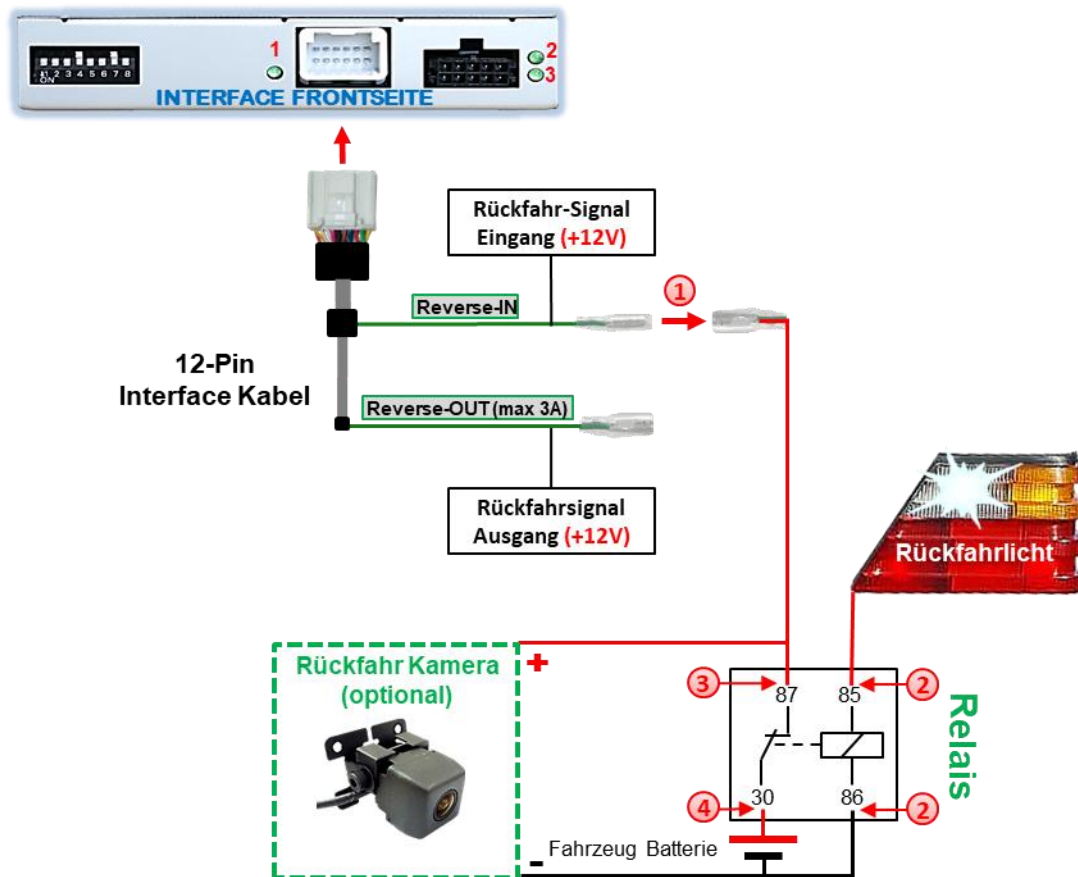 1
2
3
ON
1 2 3 4 5 6 7 8
INTERFACE FRONTSEITE
Rückfahr-Signal
Eingang (+12V)
Reverse-IN
1
12-Pin
Interface Kabel
Reverse-OUT (max 3A)
Rückfahrsignal
Ausgang (+12V)
Rückfahrlicht
Rückfahr Kamera
(optional)
+
3
87
85
2
Relais
4
30
86
2
-
Fahrzeug Batterie